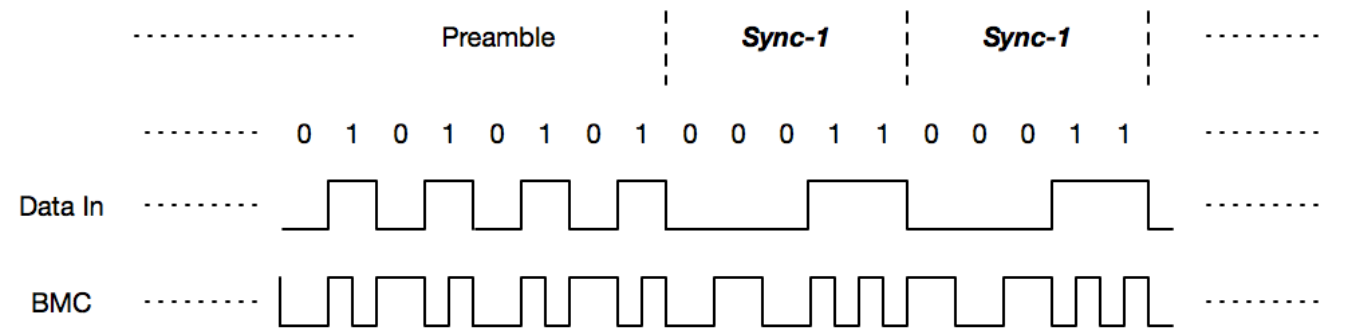 Preamble Sync-1 Sync-1
0 1 0 1 0 1 0 1 0 0 0 1 1 0 0 0 1 1
Data In
BMC